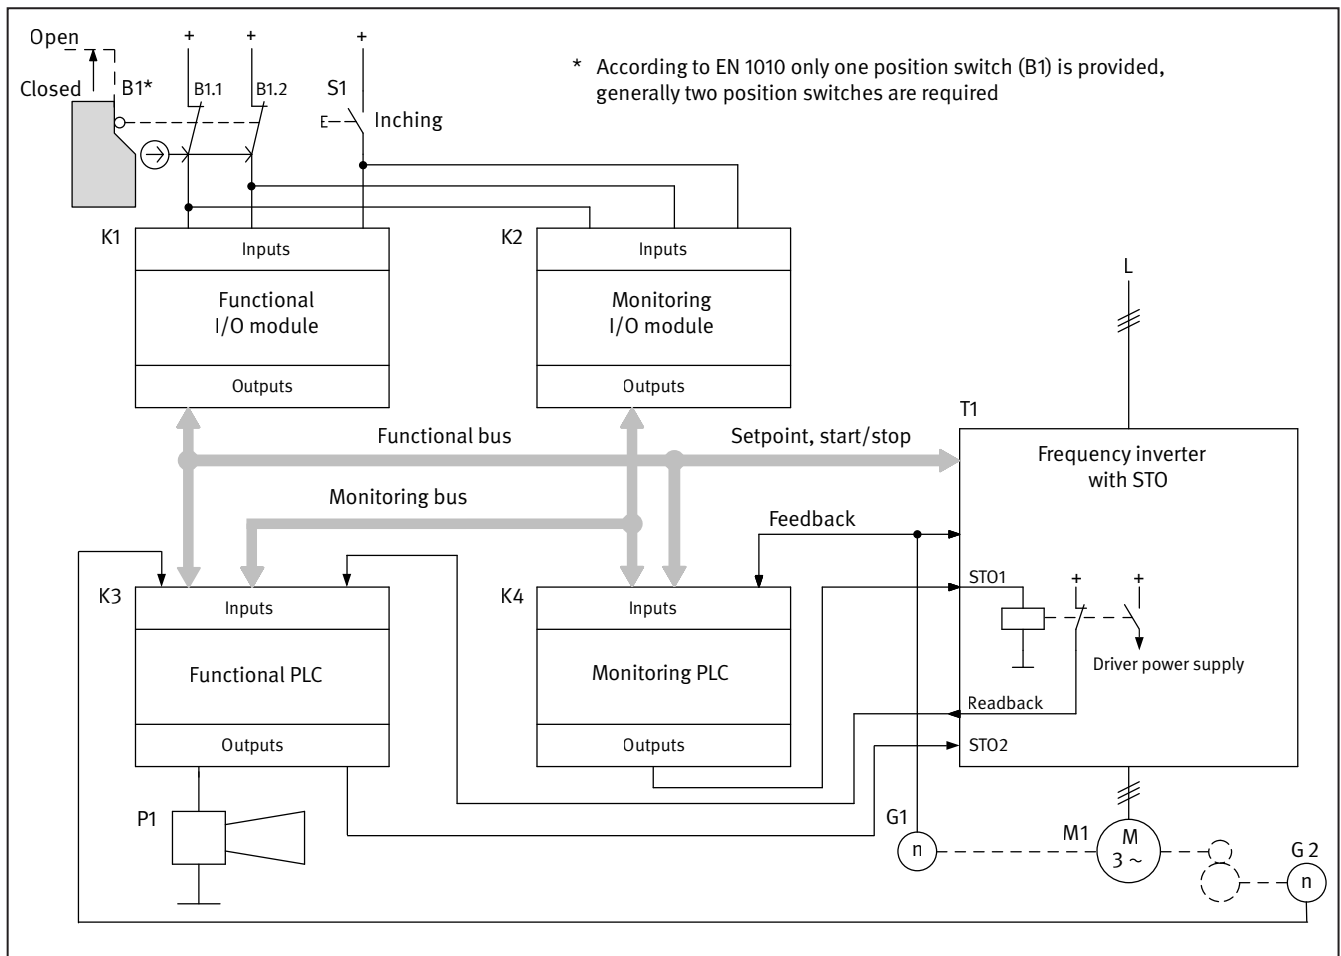 Open
Closed
B1*
+
+
+
B1.1
B1.2
S1
E
Inching
* According to EN 1010 only one position switch (B1) is provided,
generally two position switches are required
K1
Inputs
Functional
I/O module
Outputs
K2
Inputs
Monitoring
I/O module
Outputs
L
T1
Functional bus
Setpoint, start/stop
Monitoring bus
Feedback
Frequency inverter
with STO
STO1
+
+
Driver power supply
Readback
STO2
K3
Inputs
Functional PLC
Outputs
K4
Inputs
Monitoring PLC
Outputs
P1
G1
n
M1
M
3 ~
G 2
n